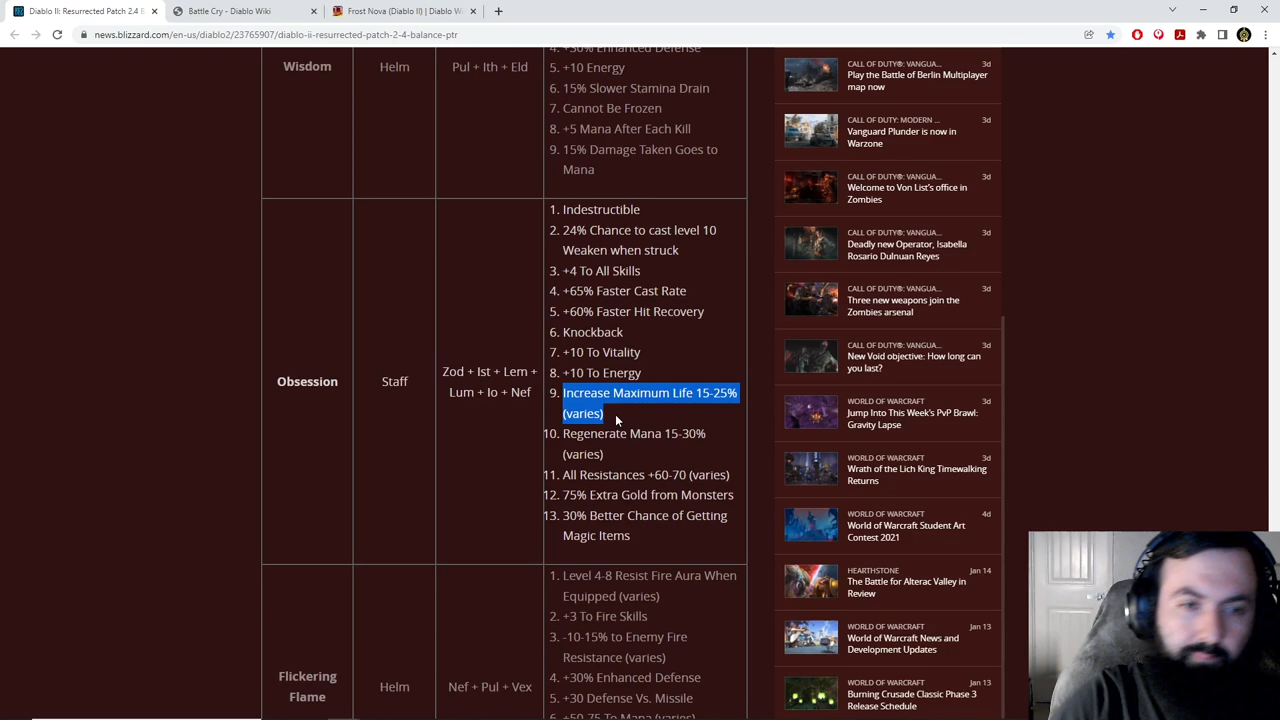 Diablo II: Resurrected Patch 2.4 B
Battle Cry - Diablo Wiki
Frost Nova (Diablo II) | Diablo W
news.blizzard.com/en-us/diablo2/23765907/diablo-ii-resurrected-patch-2-4-balance-ptr
Wisdom
Helm
Pul + Ith + Eld
4. +30% Enhanced Defense
5. +10 Energy
6. 15% Slower Stamina Drain
7. Cannot Be Frozen
8. +5 Mana After Each Kill
9. 15% Damage Taken Goes to
Mana
Obsession
Staff
Zod + Ist + Lem +
Lum + Io + Nef
1. Indestructible
2. 24% Chance to cast level 10
Weaken when struck
3. +4 To All Skills
4. +65% Faster Cast Rate
5. +60% Faster Hit Recovery
6. Knockback
7. +10 To Vitality
8. +10 To Energy
9. Increase Maximum Life 15-25%
(varies)
10. Regenerate Mana 15-30%
(varies)
11. All Resistances +60-70 (varies)
12. 75% Extra Gold from Monsters
13. 30% Better Chance of Getting
Magic Items
Flickering
Flame
Helm
Nef + Pul + Vex
1. Level 4-8 Resist Fire Aura When
Equipped (varies)
2. +3 To Fire Skills
3. -10-15% to Enemy Fire
Resistance (varies)
4. +30% Enhanced Defense
5. +30 Defense Vs. Missile
6. +50-75 To Mana (varies)
CALL OF DUTY®: VANGUA... 3d
Play the Battle of Berlin Multiplayer
map now
CALL OF DUTY: MODERN ... 3d
Vanguard Plunder is now in
Warzone
CALL OF DUTY®: VANGUA... 3d
Welcome to Von List's office in
Zombies
CALL OF DUTY®: VANGUA... 3d
Deadly new Operator, Isabella
Rosario Dulnuan Reyes
CALL OF DUTY®: VANGUA... 3d
Three new weapons join the
Zombies arsenal
CALL OF DUTY®: VANGUA... 3d
New Void objective: How long can
you last?
WORLD OF WARCRAFT 3d
Jump Into This Week's PvP Brawl:
Gravity Lapse
WORLD OF WARCRAFT 3d
Wrath of the Lich King Timewalking
Returns
WORLD OF WARCRAFT 4d
World of Warcraft Student Art
Contest 2021
HEARTHSTONE Jan 14
The Battle for Alterac Valley in
Review
WORLD OF WARCRAFT Jan 13
World of Warcraft News and
Development Updates
WORLD OF WARCRAFT Jan 13
Burning Crusade Classic Phase 3
Release Schedule